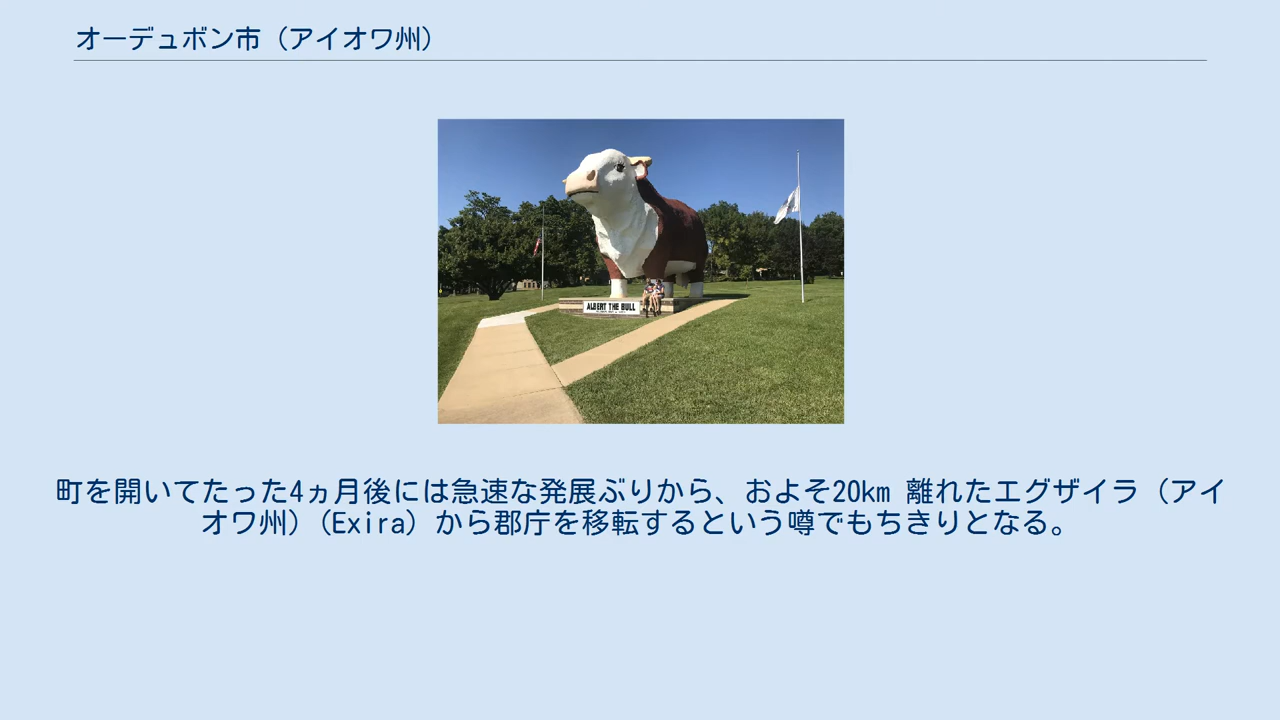 オーデュボン市（アイオワ州）
ALBERT THE BULL
町を開いてたった4ヵ月後には急速な発展ぶりから、およそ20km 離れたエグザイラ（アイ
オワ州）(Exira）から郡庁を移転するという噂でもちきりとなる。